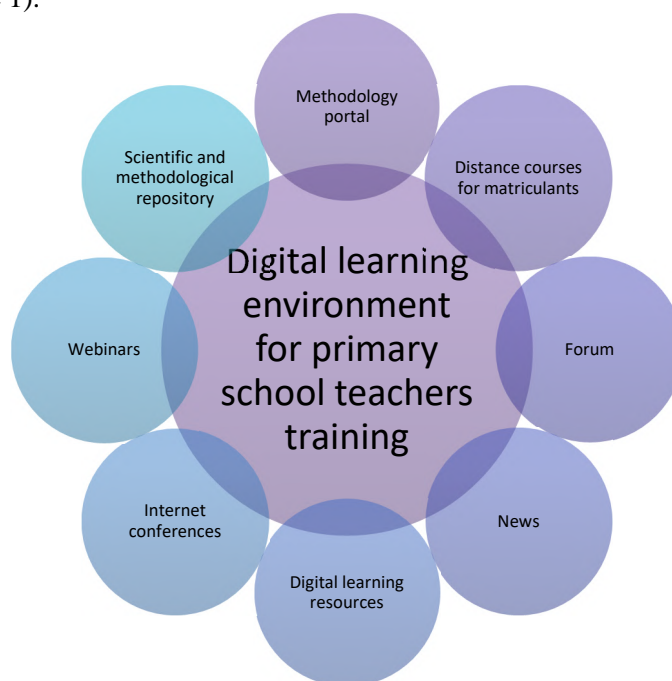 1).
Methodology
portal
Scientific and
methodological
repository
Distance courses
for matriculants
Digital learning
environment
for primary
school teachers
training
Webinars
Forum
Internet
conferences
News
Digital learning
resources